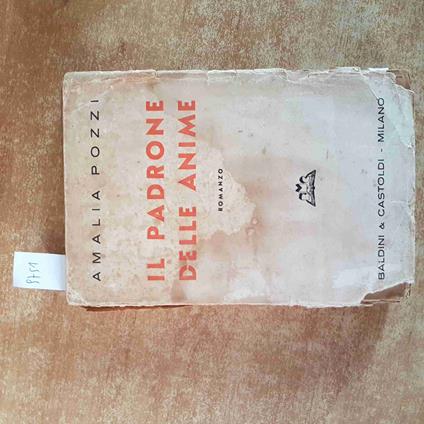 AMALIA POZZI
IL PADRONE
DELLE ANIME
ROMANZO
BALDINI & CASTOLDI - MILANO